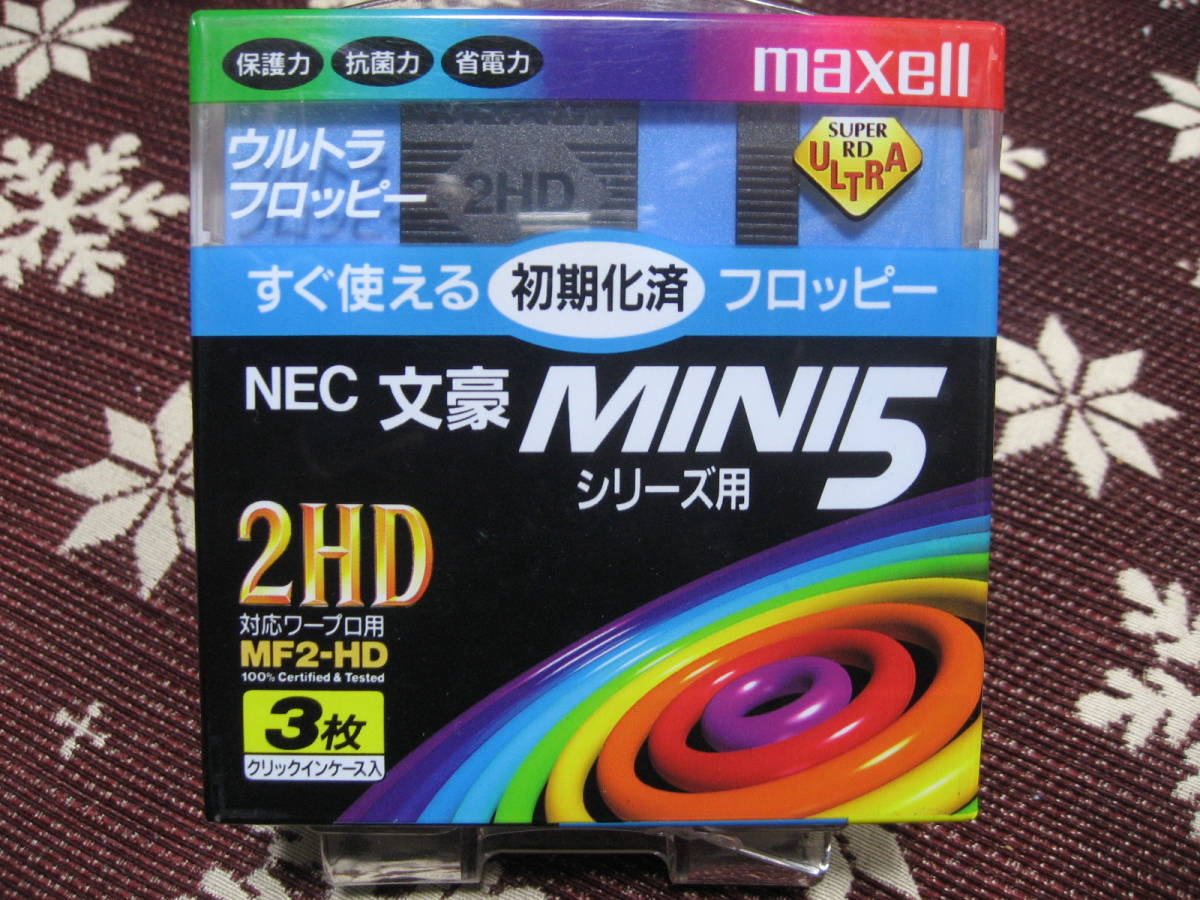 保護力 抗菌力 省電力 maxell
ウルトラ
フロッピー
2HD
SUPER
RD
ULTRA
すぐ使える 初期化済 フロッピー
NEC 文豪 MINI5
シリーズ用
2HD
対応ワープロ用
MF2-HD
100% Certified & Tested
3枚
クリックインケース入